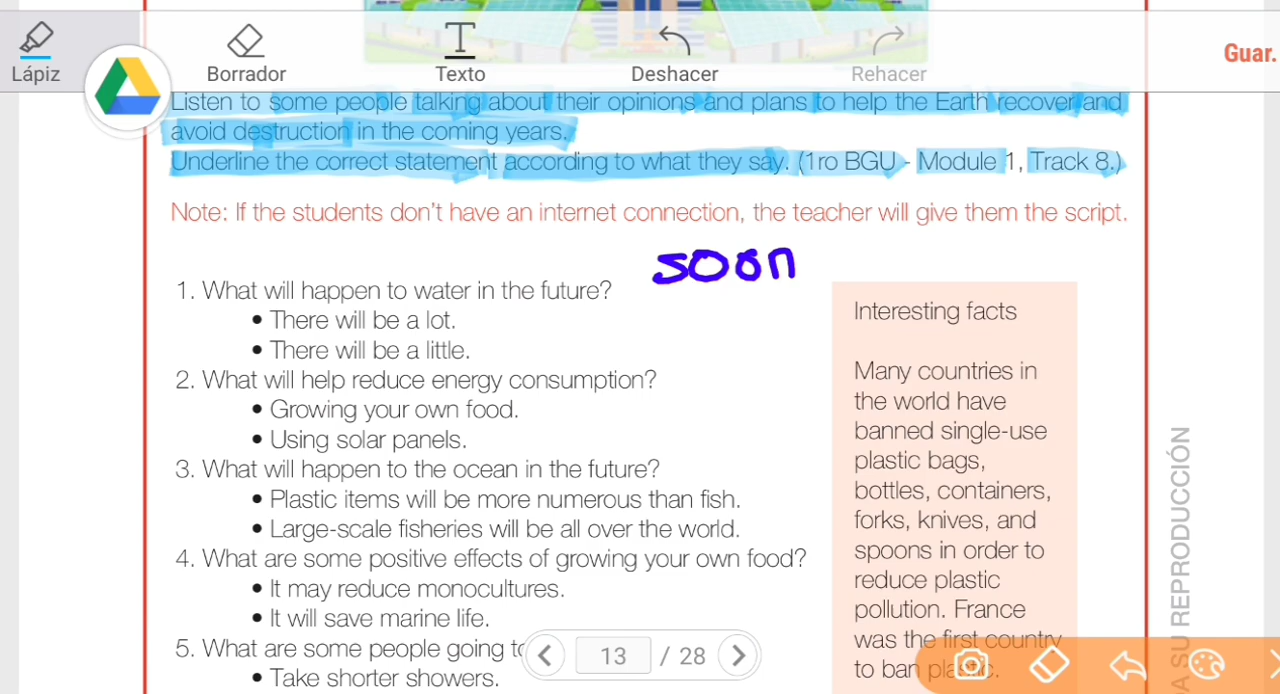 Lápiz
Borrador
Texto
Deshacer
Rehacer
Guar.
Listen to some people talking about their opinions and plans to help the Earth recover and
avoid destruction in the coming years.
Underline the correct statement according to what they say. (1ro BGU - Module 1, Track 8.)
Note: If the students don't have an internet connection, the teacher will give them the script.
soon
1. What will happen to water in the future?
• There will be a lot.
• There will be a little.
2. What will help reduce energy consumption?
• Growing your own food.
• Using solar panels.
3. What will happen to the ocean in the future?
• Plastic items will be more numerous than fish.
• Large-scale fisheries will be all over the world.
4. What are some positive effects of growing your own food?
• It may reduce monocultures.
• It will save marine life.
5. What are some people going to
• Take shorter showers.
Interesting facts
Many countries in
the world have
banned single-use
plastic bags,
bottles, containers,
forks, knives, and
spoons in order to
reduce plastic
pollution. France
was the first country
to ban plastic.
A SU REPRODUCCIÓN
13 / 28